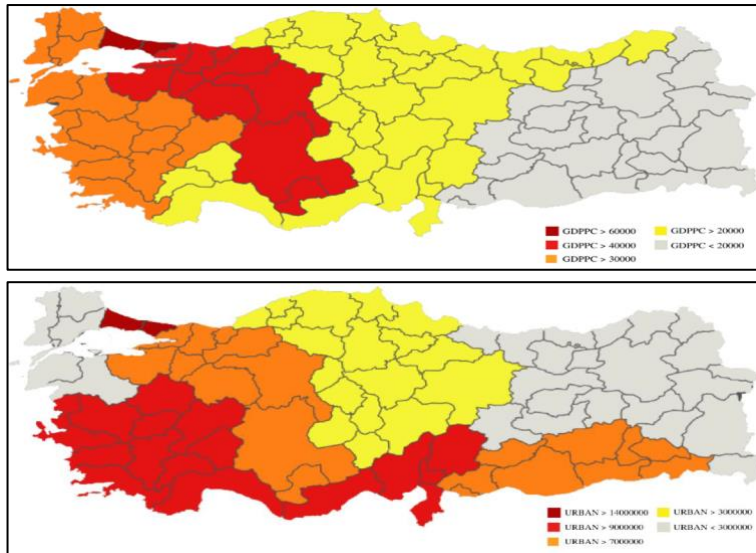 GDPPC > 60000 GDPPC > 20000
GDPPC > 40000 GDPPC < 20000
GDPPC > 30000
URBAN > 14000000 URBAN > 3000000
URBAN > 9000000 URBAN < 3000000
URBAN > 7000000